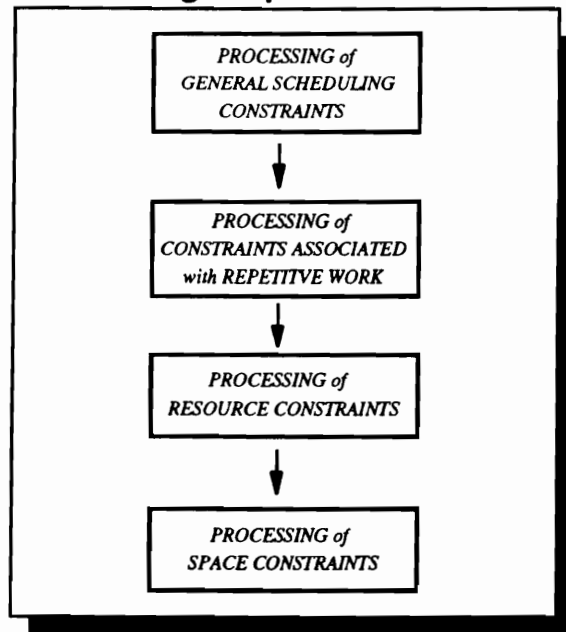 PROCESSING of
GENERAL SCHEDULING
CONSTRAINTS
PROCESSING of
CONSTRAINTS ASSOCIATED
with REPETITVE WORK
PROCESSING of
RESOURCE CONSTRAINTS
PROCESSING of
SPACE CONSTRAINTS